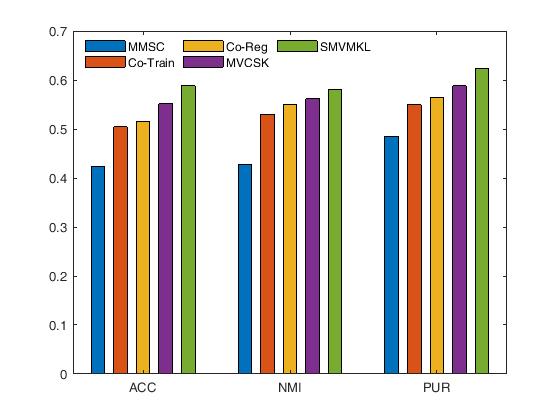 0.7
0.6
0.5
0.4
0.3
0.2
0.1
0
MMSC
Co-Train
Co-Reg
MVCSK
SMVMKL
ACC
NMI
PUR